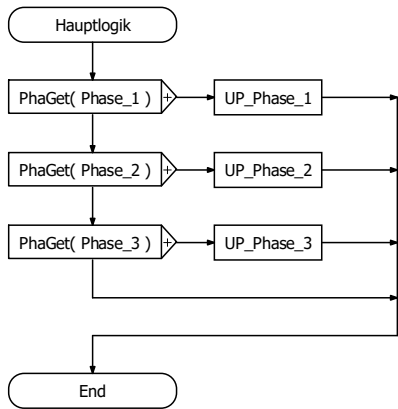 Hauptlogik
PhaGet( Phase_1 ) + UP_Phase_1
PhaGet( Phase_2 ) + UP_Phase_2
PhaGet( Phase_3 ) + UP_Phase_3
End